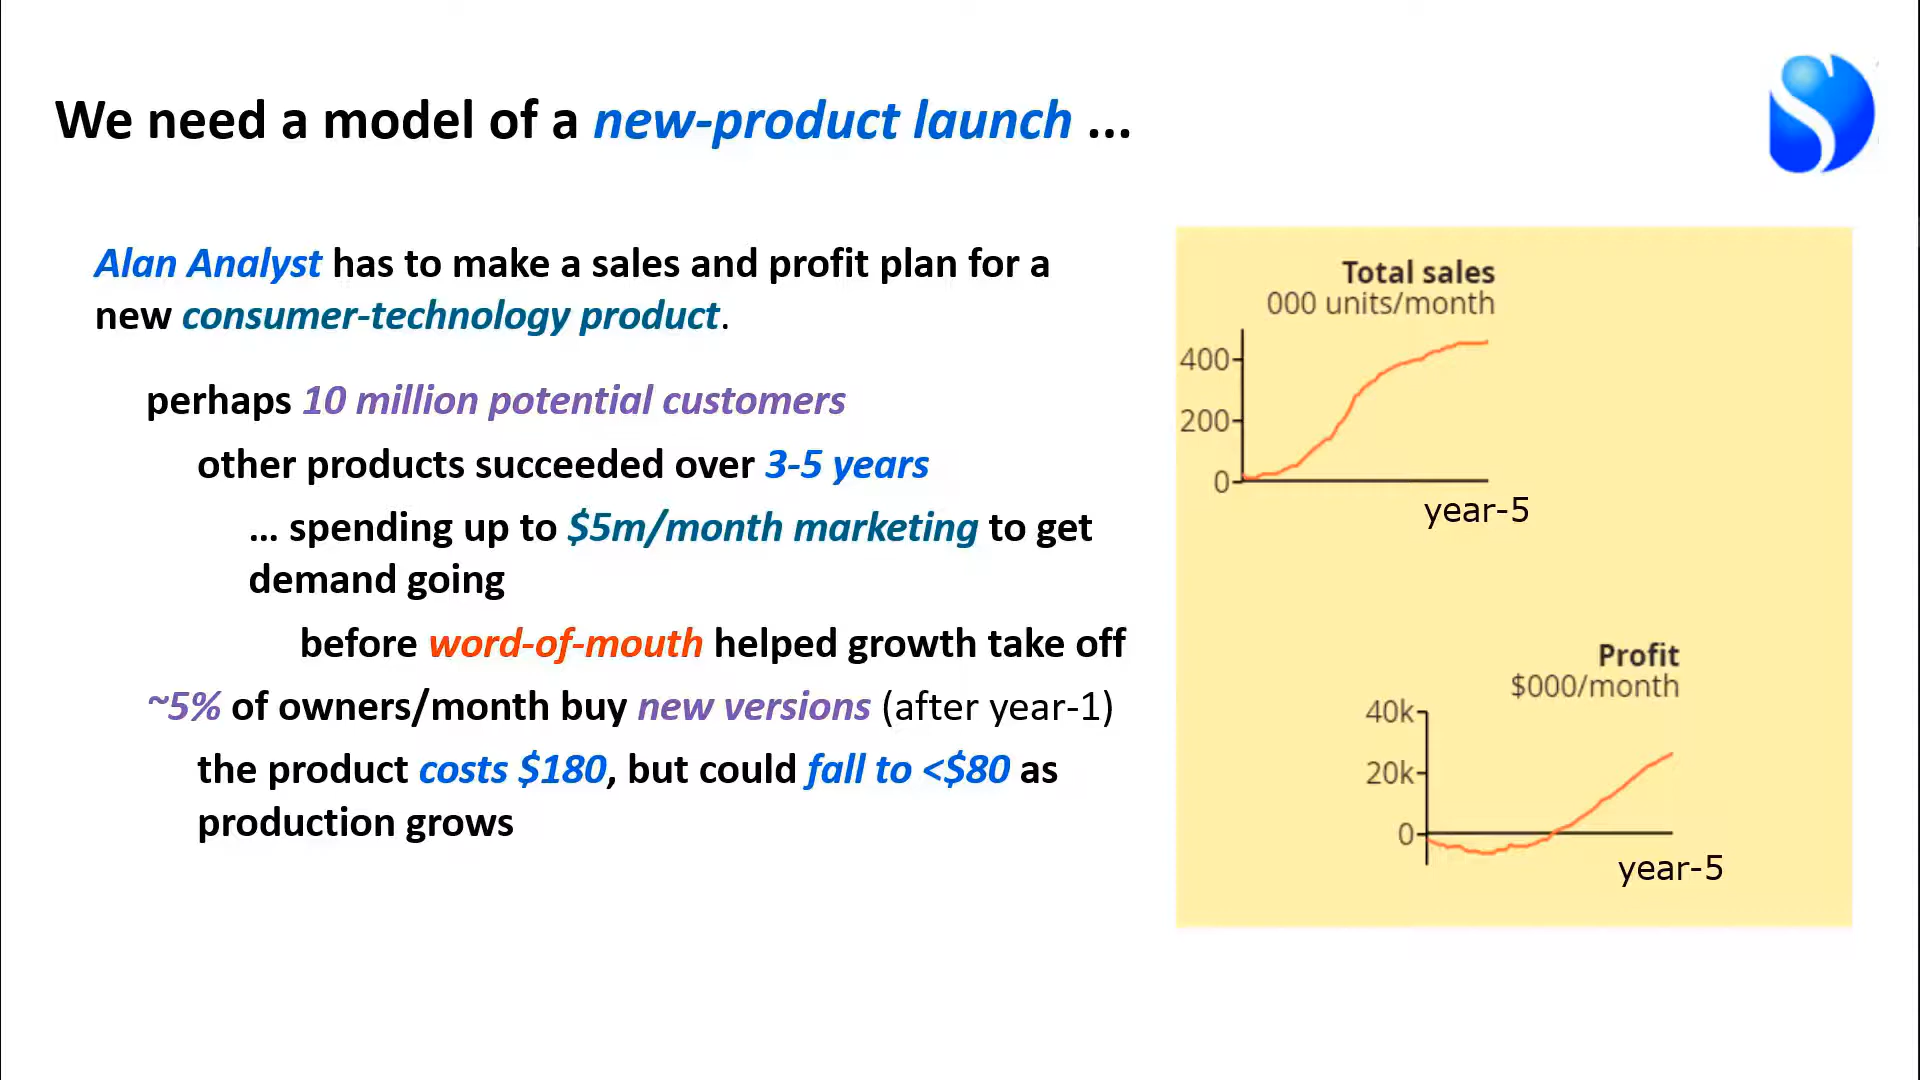 We need a model of a new-product launch ...
Alan Analyst has to make a sales and profit plan for a
new consumer-technology product.
perhaps 10 million potential customers
other products succeeded over 3-5 years
... spending up to $5m/month marketing to get
demand going
before word-of-mouth helped growth take off
~5% of owners/month buy new versions (after year-1)
the product costs $180, but could fall to <$80 as
production grows
Total sales
000 units/month
400
200
0
year-5
Profit
$000/month
40k
20k
0
year-5